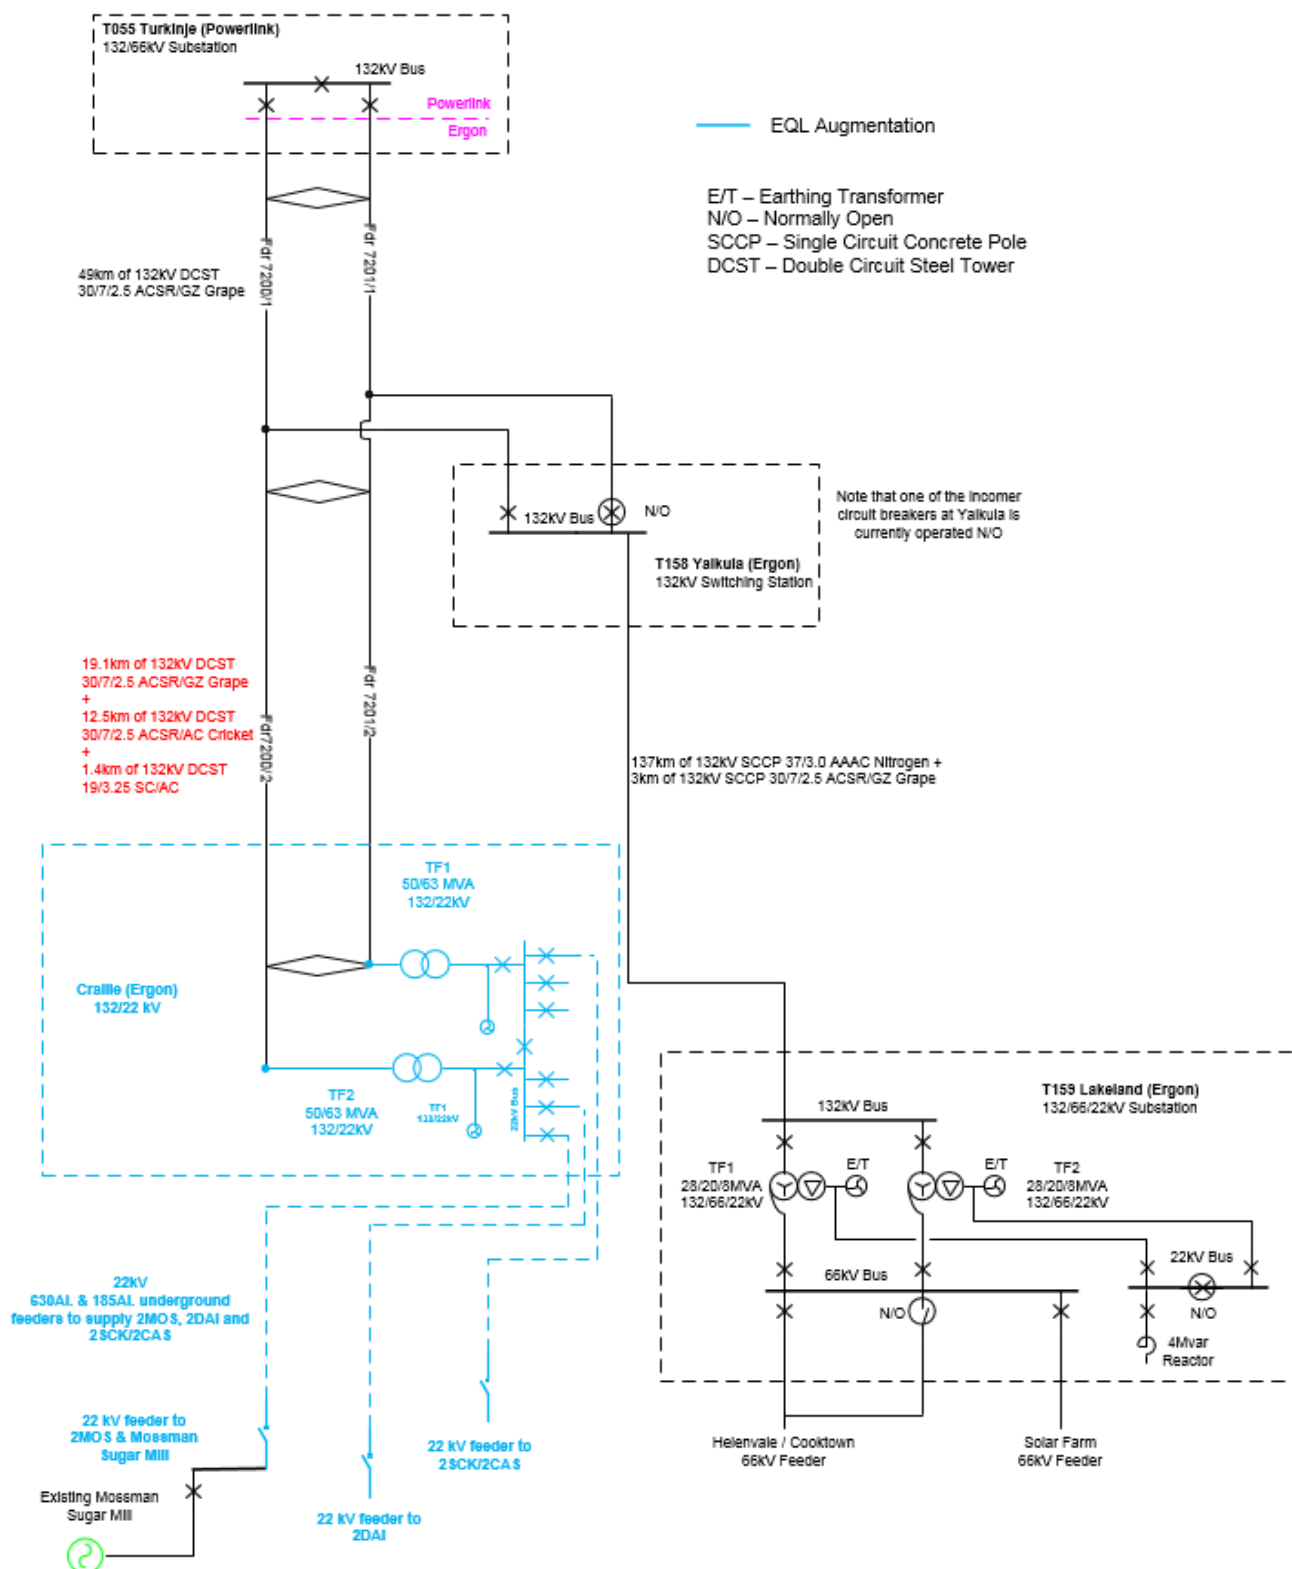 T055 Turkinje (Powerlink)
132/66kV Substation
132kV Bus
Powerlink
Ergon
EQL Augmentation
E/T – Earthing Transformer
N/O – Normally Open
SCCP – Single Circuit Concrete Pole
DCST – Double Circuit Steel Tower
Fdr 7200/1
Fdr 7201/1
49km of 132kV DCST
30/7/2.5 ACSR/GZ Grape
132kV Bus
N/O
Note that one of the incomer
circuit breakers at Yalkula is
currently operated N/O
T158 Yalkula (Ergon)
132kV Switching Station
19.1km of 132kV DCST
30/7/2.5 ACSR/GZ Grape
+
12.5km of 132kV DCST
30/7/2.5 ACSR/AC Cricket
+
1.4km of 132kV DCST
19/3.25 SC/AC
Fdr7200/2
Fdr 7201/2
137km of 132kV SCCP 37/3.0 AAAC Nitrogen +
3km of 132kV SCCP 30/7/2.5 ACSR/GZ Grape
TF1
50/63 MVA
132/22kV
Crailie (Ergon)
132/22 kV
TF2
50/63 MVA
132/22kV
TF1
132/22kV
22kV Bus
T159 Lakeland (Ergon)
132/66/22kV Substation
132kV Bus
TF1
28/20/8MVA
132/66/22kV
E/T
E/T
TF2
28/20/8MVA
132/66/22kV
66kV Bus
22kV Bus
N/O
N/O
4Mvar
Reactor
22kV
630Al. & 185Al. underground
feeders to supply 2MOS, 2DAI and
2SCK/2CAS
22 kV feeder to
2MOS & Mossman
Sugar Mill
22 kV feeder to
2SCK/2CAS
Helenvale / Cooktown
66kV Feeder
Solar Farm
66kV Feeder
Existing Mossman
Sugar Mill
22 kV feeder to
2DAI